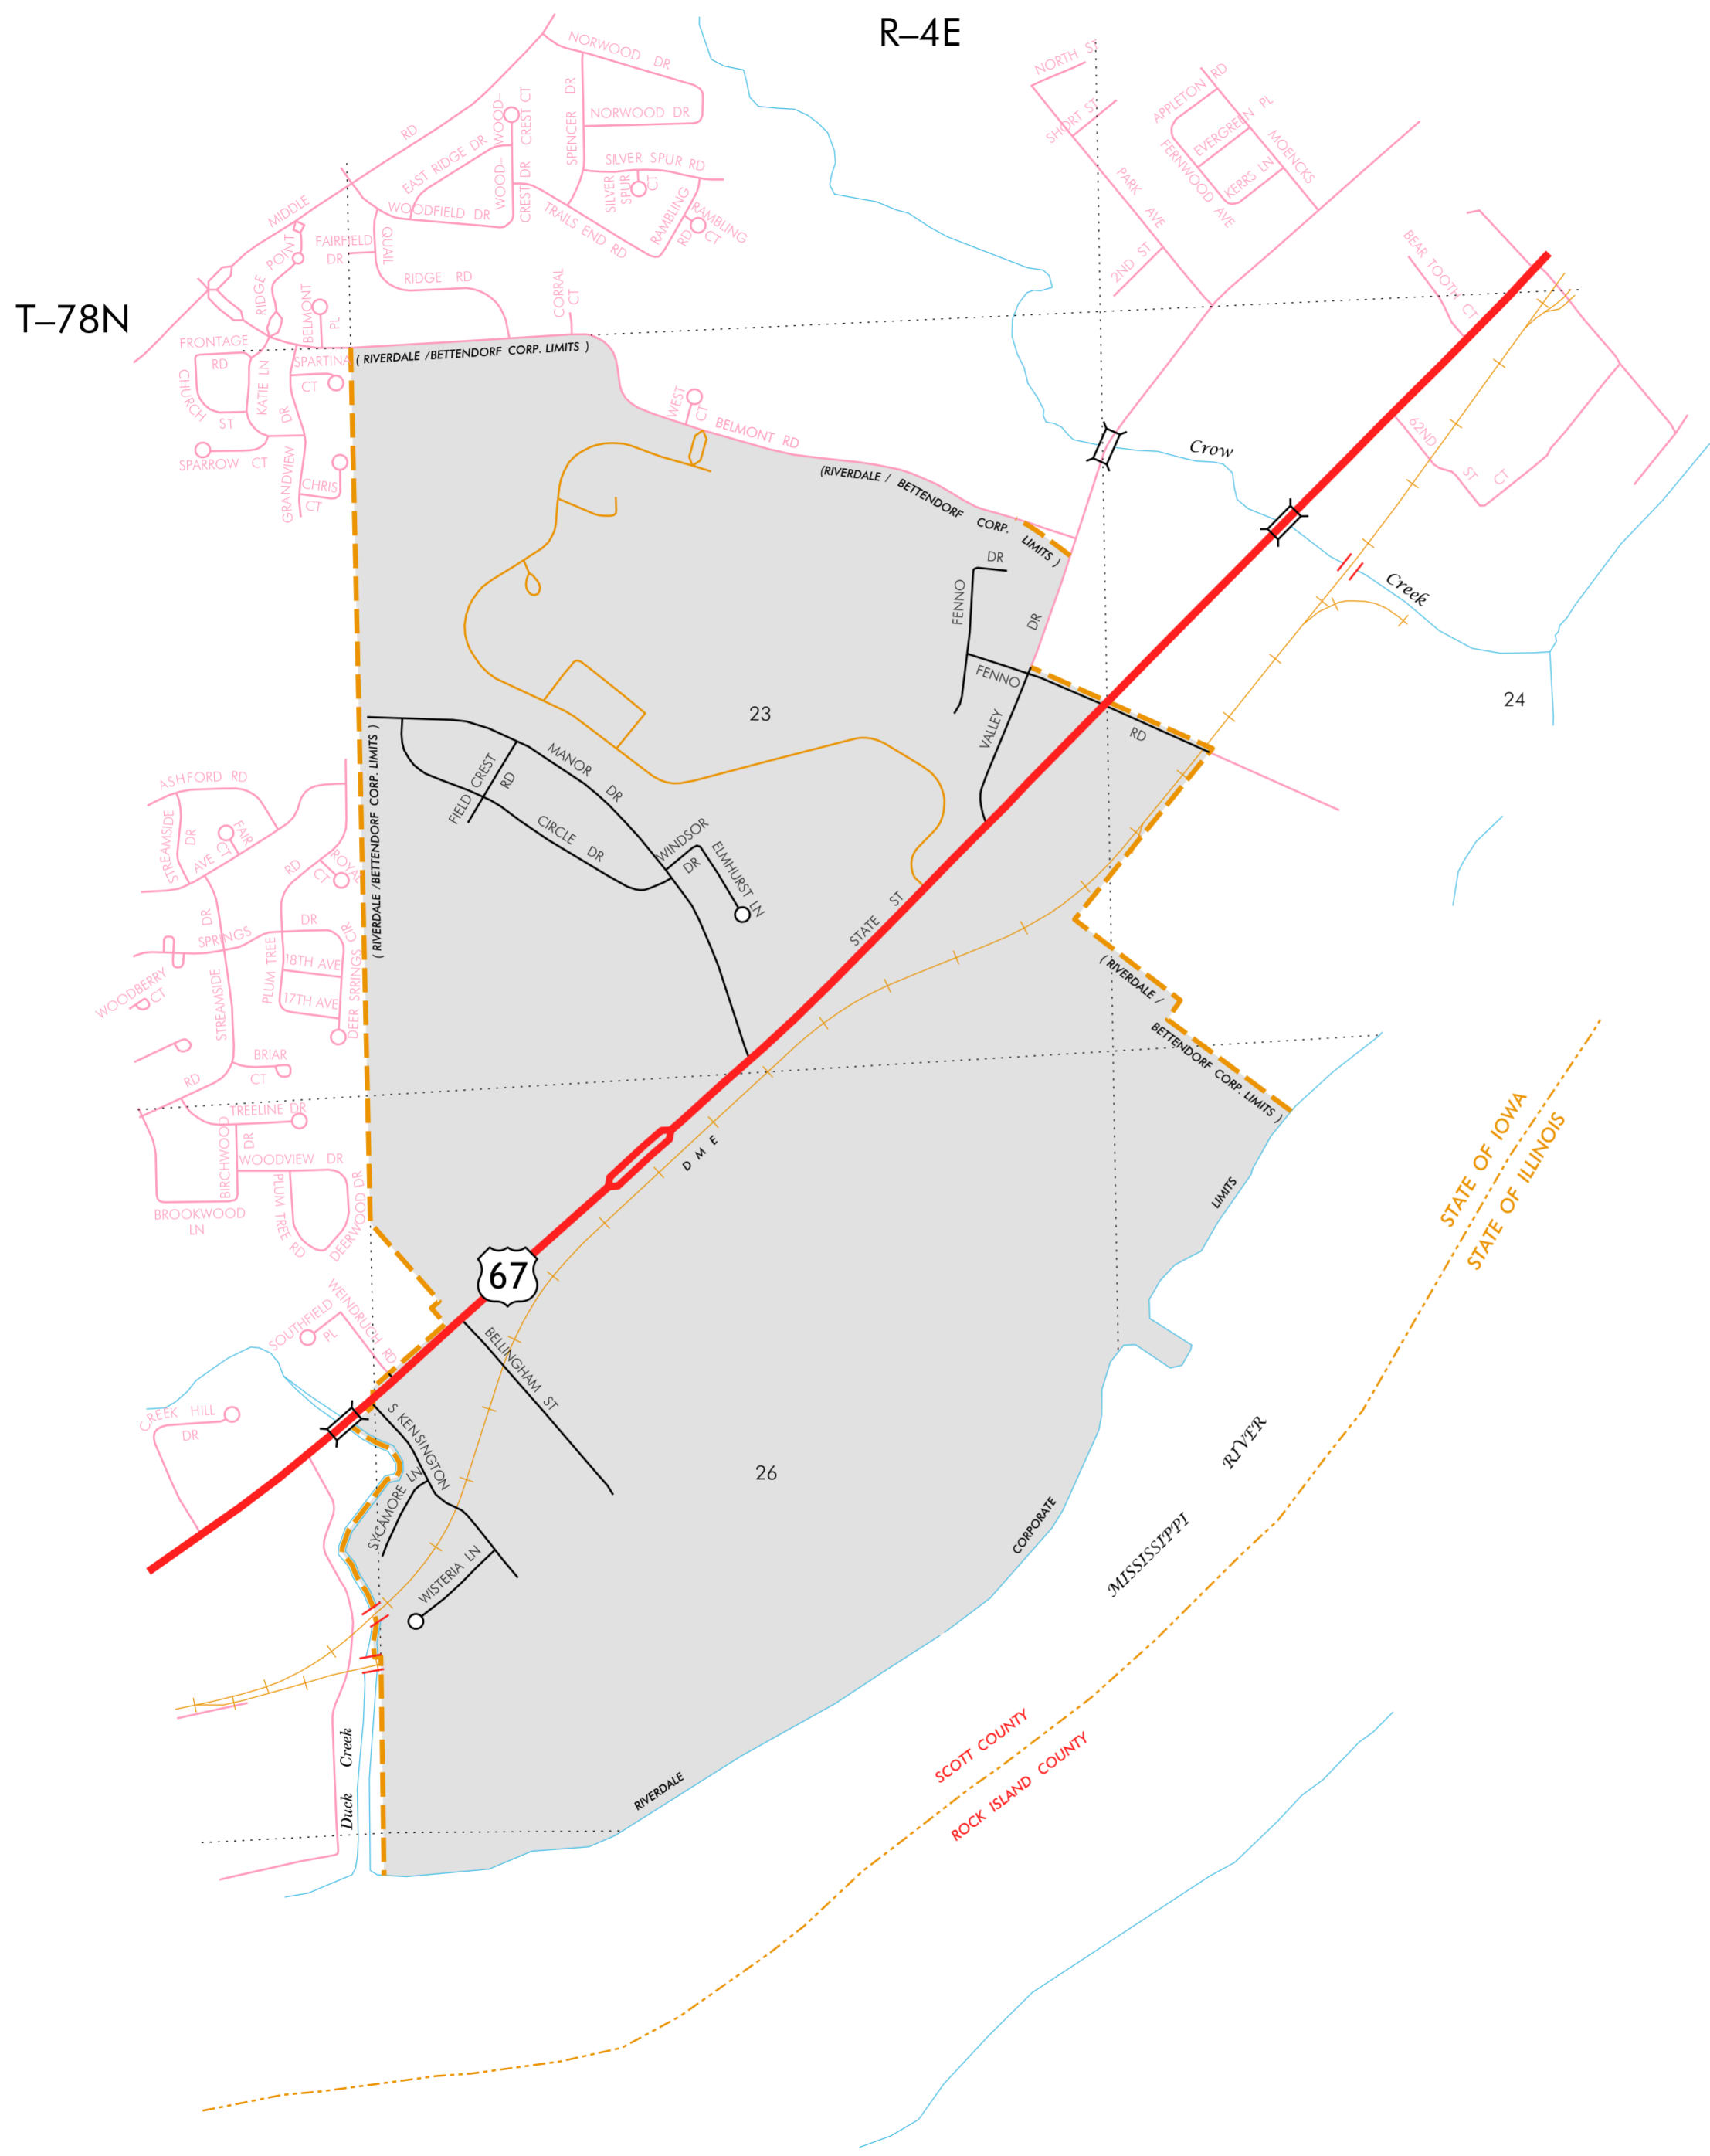 R–4E
T–78N
NORWOOD DR
NORWOOD DR
SPENCER DR
WOOD–
CREST CT
EAST RIDGE DR
WOOD–
CREST DR
MIDDLE RD
WOODFIELD DR
SILVER SPUR RD
SILVER
SPUR
CT
RAMBLING
RD
RAMBLING
CT
TRAILS END RD
FAIRFIELD
DR
QUAIL
RIDGE RD
RIDGE POINT
BELMONT
PL
CORRAL
CT
FRONTAGE
RD
SPARTINA
CT
CHURCH
ST
KATIE LN
GRANDVIEW DR
SPARROW CT
CHRIS
CT
NORTH ST
SHORT ST
PARK AVE
2ND ST
APPLETON RD
EVERGREEN PL
MOENCKS
FERNWOOD AVE
KERRS LN
BEAR TOOTH CT
62ND
ST CT
Crow
Creek
( RIVERDALE /BETTENDORF CORP. LIMITS )
WEST
CT
BELMONT RD
(RIVERDALE / BETTENDORF CORP. LIMITS )
FENNO
DR
DR
FENNO
RD
VALLEY
23
24
( RIVERDALE /BETTENDORF CORP. LIMITS )
FIELD CREST
RD
MANOR DR
CIRCLE DR
WINDSOR
DR
ELMHURST LN
STATE ST
ASHFORD RD
STREAMSIDE
DR
FAIR
CT
AVE
RD
ROYAL
CT
DR
SPRINGS
DR
CIR
PLUM TREE
18TH AVE
17TH AVE
DEER SRRINGS
WOODBERRY
CT
STREAMSIDE
BRIAR
CT
RD
TREELINE DR
BIRCHWOOD
DR
WOODVIEW DR
PLUM TREE RD
DEERWOOD DR
BROOKWOOD
LN
( RIVERDALE /
BETTENDORF CORP. LIMITS )
D M E
67
STATE OF IOWA
STATE OF ILLINOIS
SOUTHFIELD
PL
WEINDRUCH RD
BELLINGHAM ST
CREEK HILL
DR
S KENSINGTON
SYCAMORE LN
WISTERIA LN
26
RIVERDALE CORPORATE LIMITS
MISSISSIPPI RIVER
SCOTT COUNTY
ROCK ISLAND COUNTY
Duck Creek